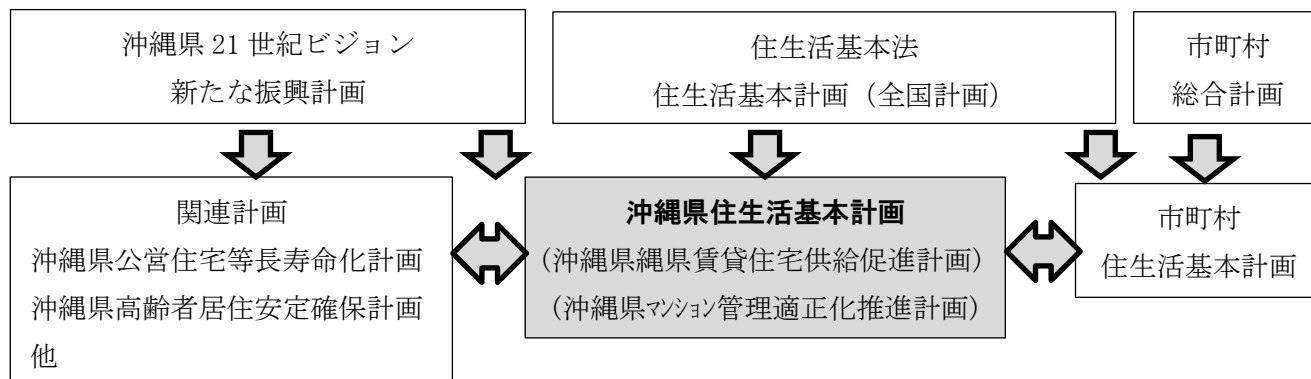 沖縄県 21 世紀ビジョン
新たな振興計画
住生活基本法
住生活基本計画（全国計画）
市町村
総合計画
関連計画
沖縄県公営住宅等長寿命化計画
沖縄県高齢者居住安定確保計画
他
沖縄県住生活基本計画
（沖縄県縄県賃貸住宅供給促進計画）
（沖縄県ﾏﾝｼｮﾝ管理適正化推進計画）
市町村
住生活基本計画